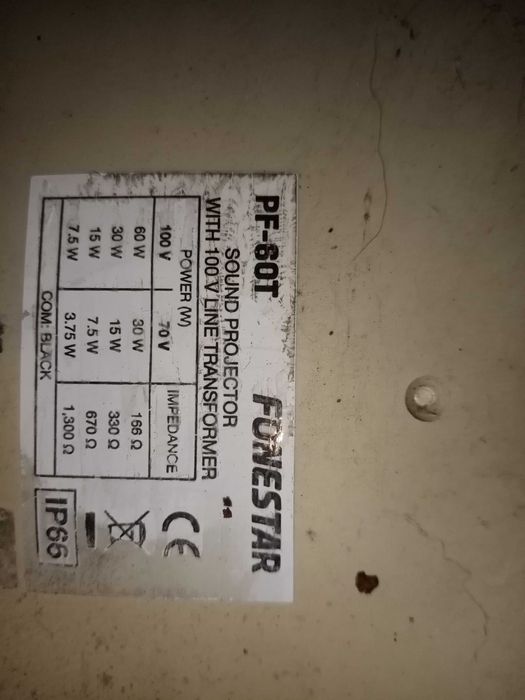 PF-60T FONESTAR
SOUND PROJECTOR
WITH 100 V LINE TRANSFORMER
POWER (W) IMPEDANCE
100 V 70 V
60 W 30 W 166 Ω
30 W 15 W 330 Ω
15 W 7.5 W 670 Ω
7.5 W 3.75 W 1,300 Ω
COM: BLACK
CE
IP66